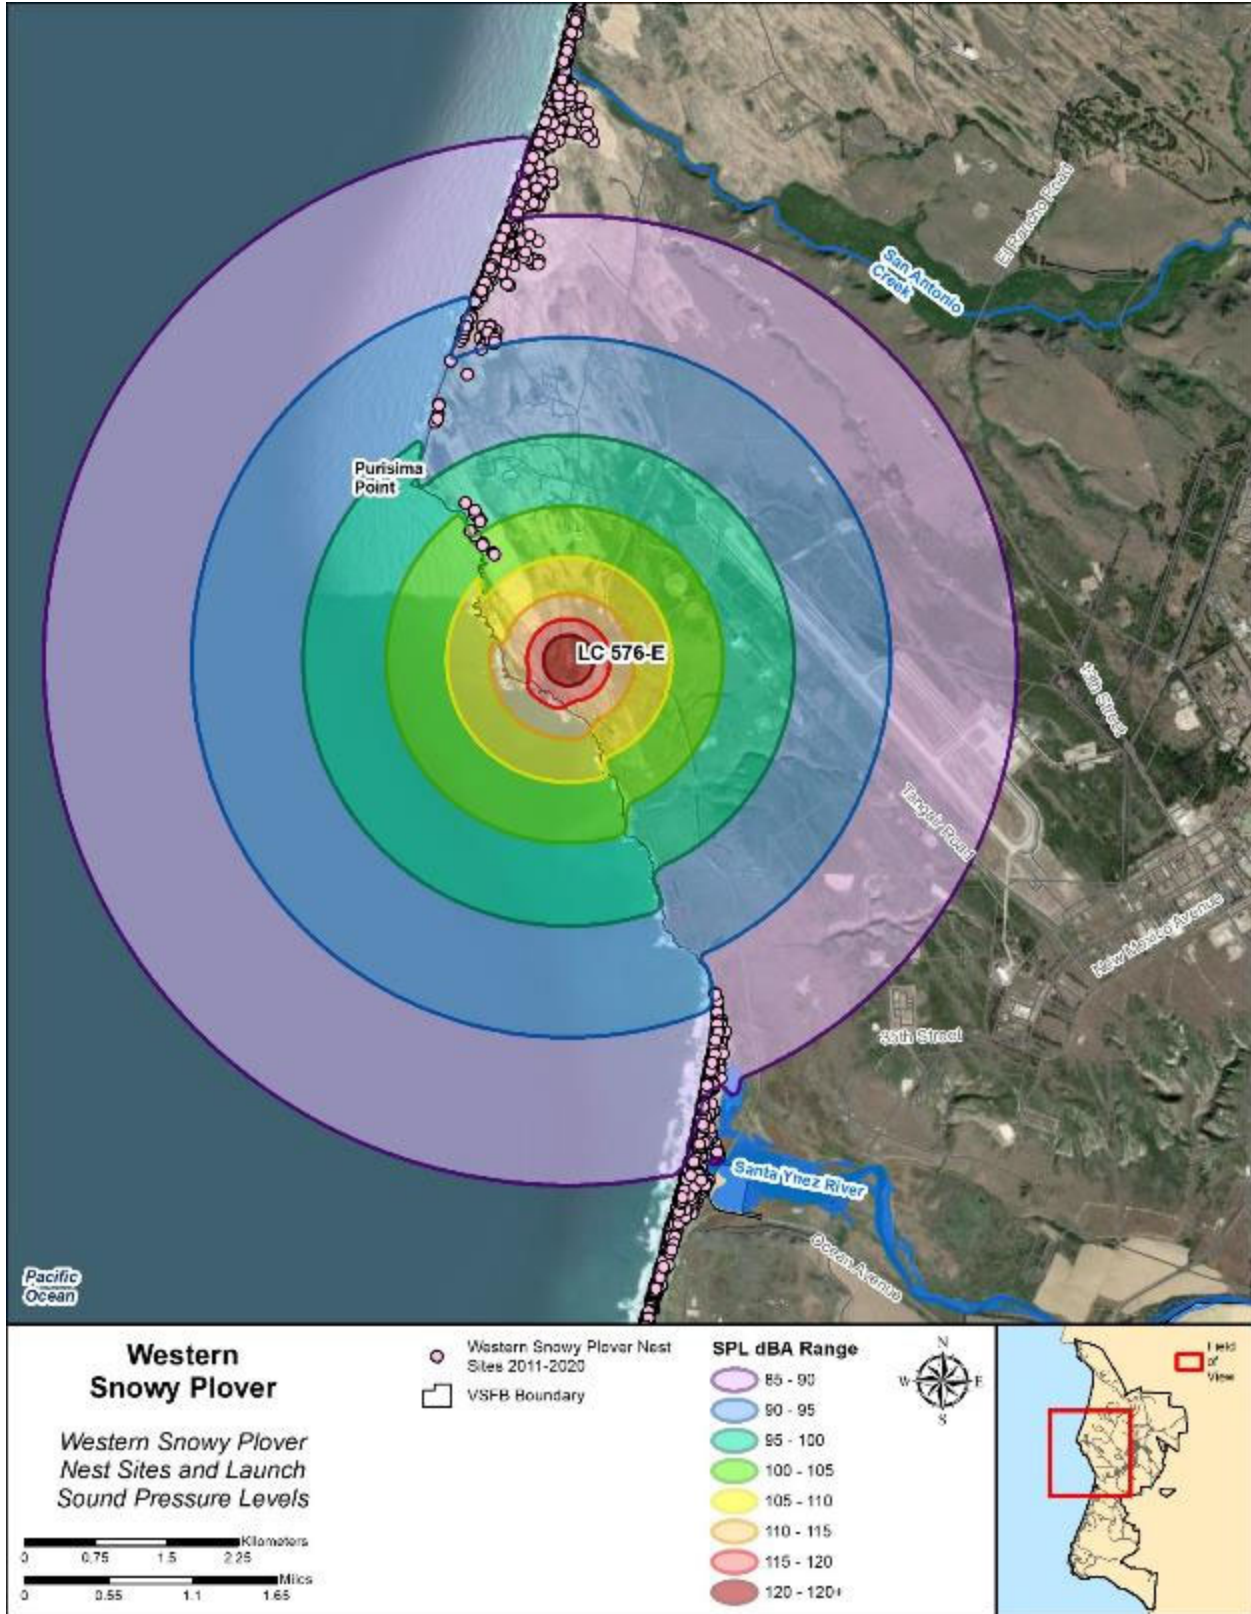 El Rancho Road
San Antonio
Creek
Purisima
Point
LC 576-E
13th Street
Tangair Road
New Mexico Avenue
35th Street
Santa Ynez River
Ocean Avenue
Pacific
Ocean
Western
Snowy Plover
Western Snowy Plover
Nest Sites and Launch
Sound Pressure Levels
Kilometers
0 0.75 1.5 2.25
Miles
0 0.55 1.1 1.65
Western Snowy Plover Nest
Sites 2011-2020
VSFB Boundary
SPL dBA Range
85 - 90
90 - 95
95 - 100
100 - 105
105 - 110
110 - 115
115 - 120
120 - 120+
N
W E
S
Field
of
View